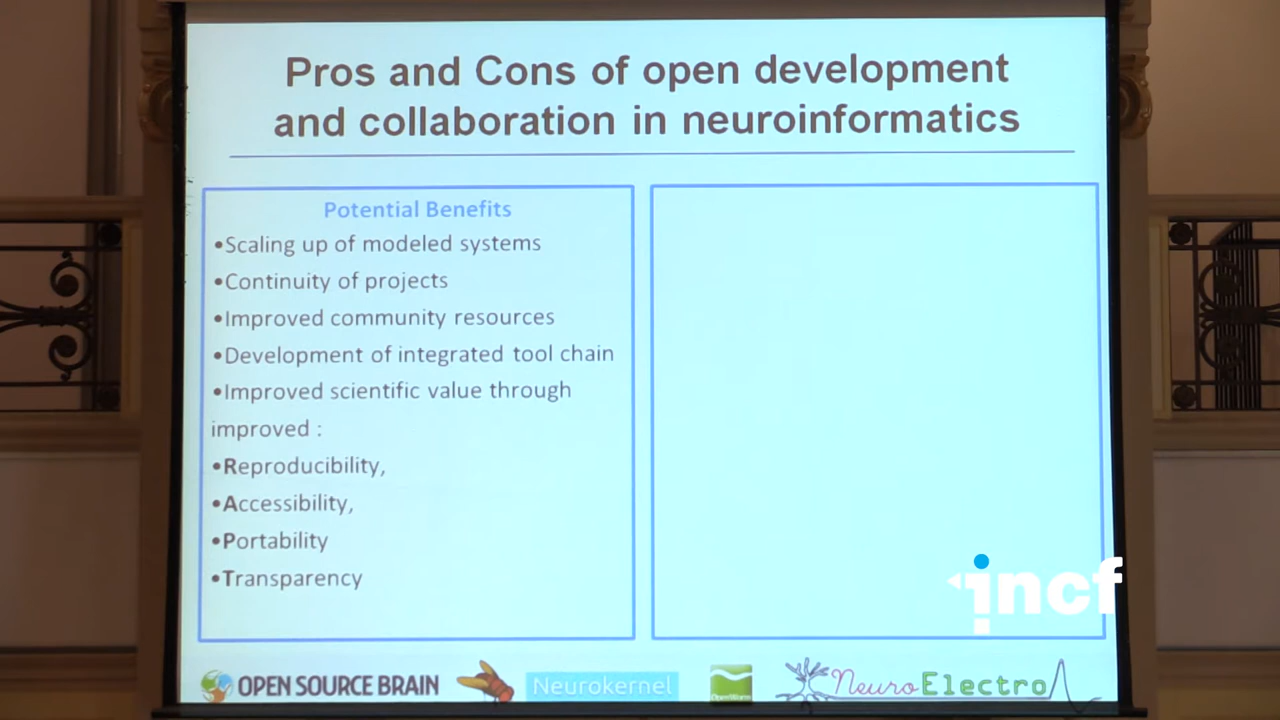 Pros and Cons of open development
and collaboration in neuroinformatics
Potential Benefits
•Scaling up of modeled systems
•Continuity of projects
•Improved community resources
•Development of integrated tool chain
•Improved scientific value through
improved :
•Reproducibility,
•Accessibility,
•Portability
•Transparency
incf
OPEN SOURCE BRAIN
Neurokernel
OpenWorm
NeuroElectro